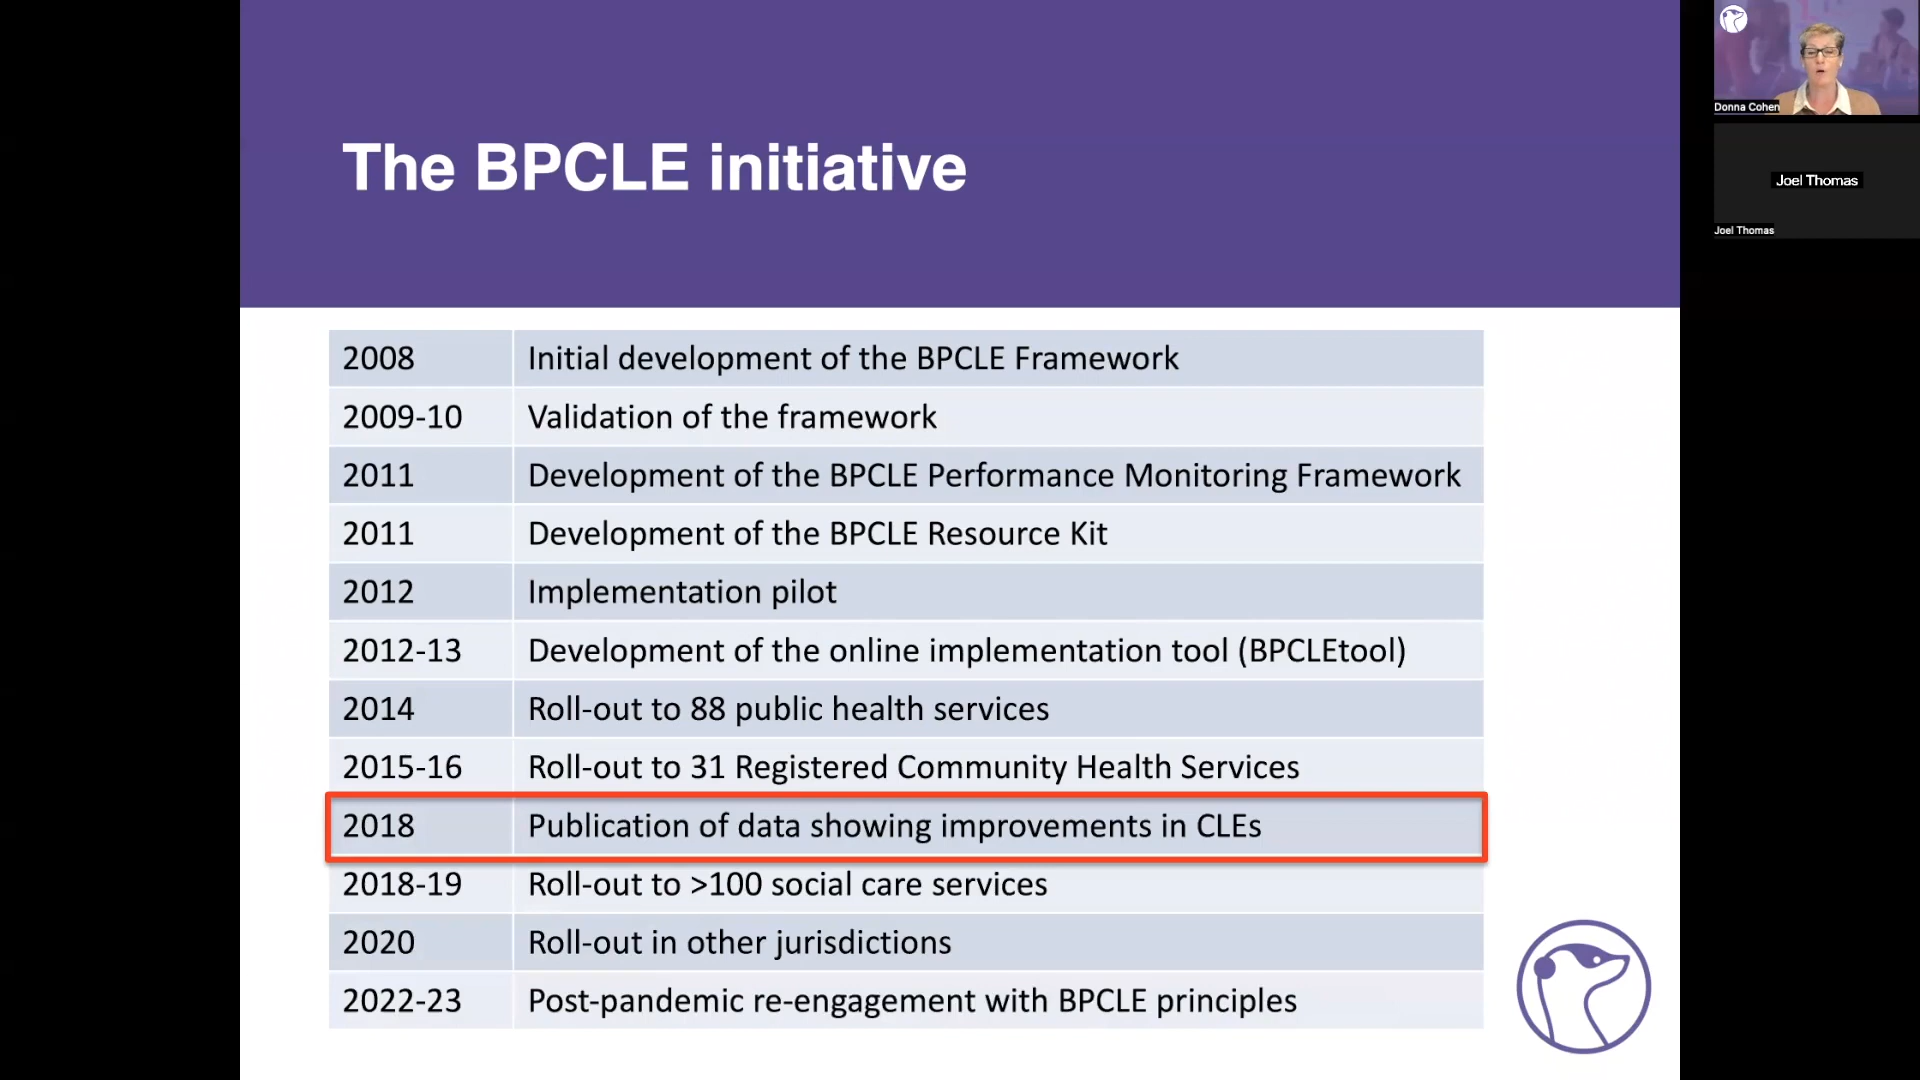 The BPCLE initiative
2008 Initial development of the BPCLE Framework
2009-10 Validation of the framework
2011 Development of the BPCLE Performance Monitoring Framework
2011 Development of the BPCLE Resource Kit
2012 Implementation pilot
2012-13 Development of the online implementation tool (BPCLEtool)
2014 Roll-out to 88 public health services
2015-16 Roll-out to 31 Registered Community Health Services
2018 Publication of data showing improvements in CLEs
2018-19 Roll-out to >100 social care services
2020 Roll-out in other jurisdictions
2022-23 Post-pandemic re-engagement with BPCLE principles
Donna Cohen
Joel Thomas
Joel Thomas